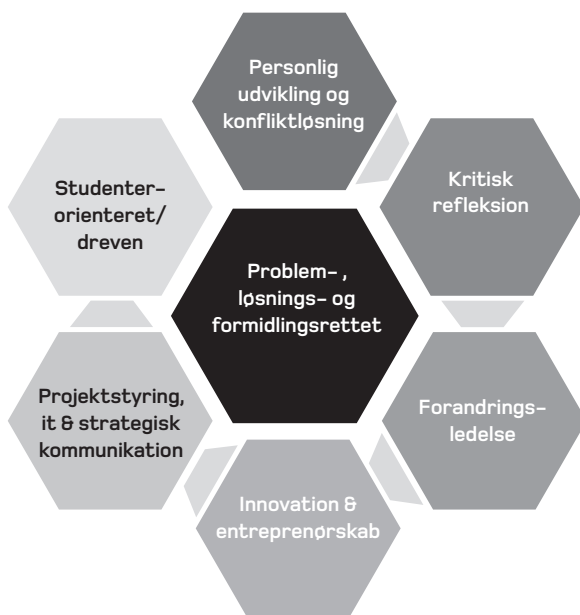 Personlig
udvikling og
konfliktløsning
Kritisk
refleksion
Forandrings-
ledelse
Innovation &
entreprenørskab
Projektstyring,
it & strategisk
kommunikation
Studenter-
orienteret/
dreven
Problem- ,
løsnings- og
formidlingsrettet